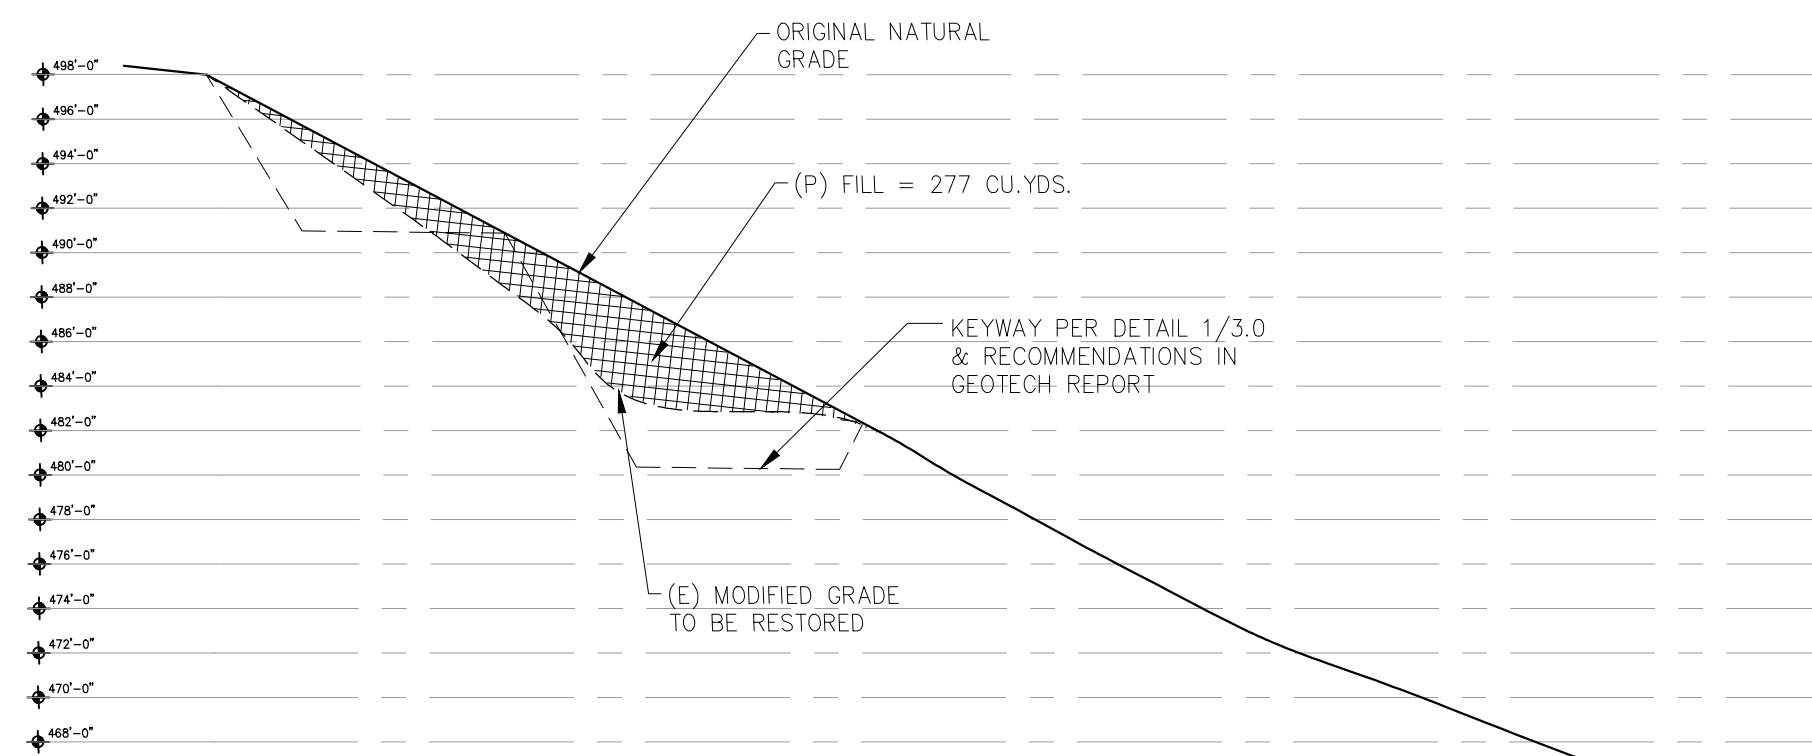 ORIGINAL NATURAL
GRADE
498'-0"
496'-0"
494'-0"
(P) FILL = 277 CU.YDS.
492'-0"
490'-0"
488'-0"
KEYWAY PER DETAIL 1/3.0
& RECOMMENDATIONS IN
GEOTECH REPORT
486'-0"
484'-0"
482'-0"
480'-0"
478'-0"
476'-0"
(E) MODIFIED GRADE
TO BE RESTORED
474'-0"
472'-0"
470'-0"
468'-0"